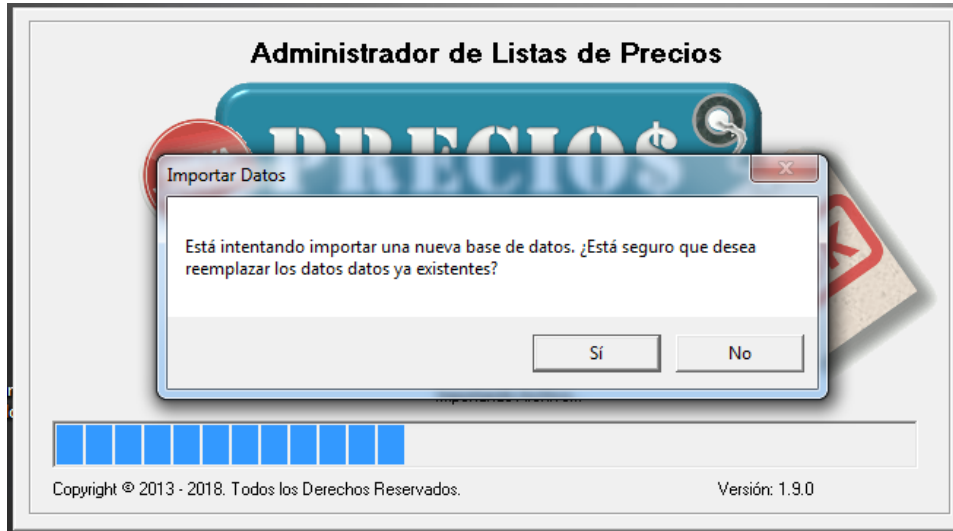 Administrador de Listas de Precios
PRECIO$
Importar Datos
Está intentando importar una nueva base de datos. ¿Está seguro que desea
reemplazar los datos datos ya existentes?
Sí
No
Copyright © 2013 - 2018. Todos los Derechos Reservados.
Versión: 1.9.0